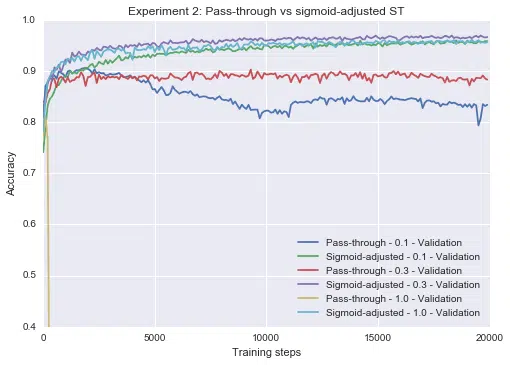 Experiment 2: Pass-through vs sigmoid-adjusted ST
1.0
0.9
0.8
0.7
0.6
0.5
0.4
Accuracy
Pass-through - 0.1 - Validation
Sigmoid-adjusted - 0.1 - Validation
Pass-through - 0.3 - Validation
Sigmoid-adjusted - 0.3 - Validation
Pass-through - 1.0 - Validation
Sigmoid-adjusted - 1.0 - Validation
0 5000 10000 15000 20000
Training steps